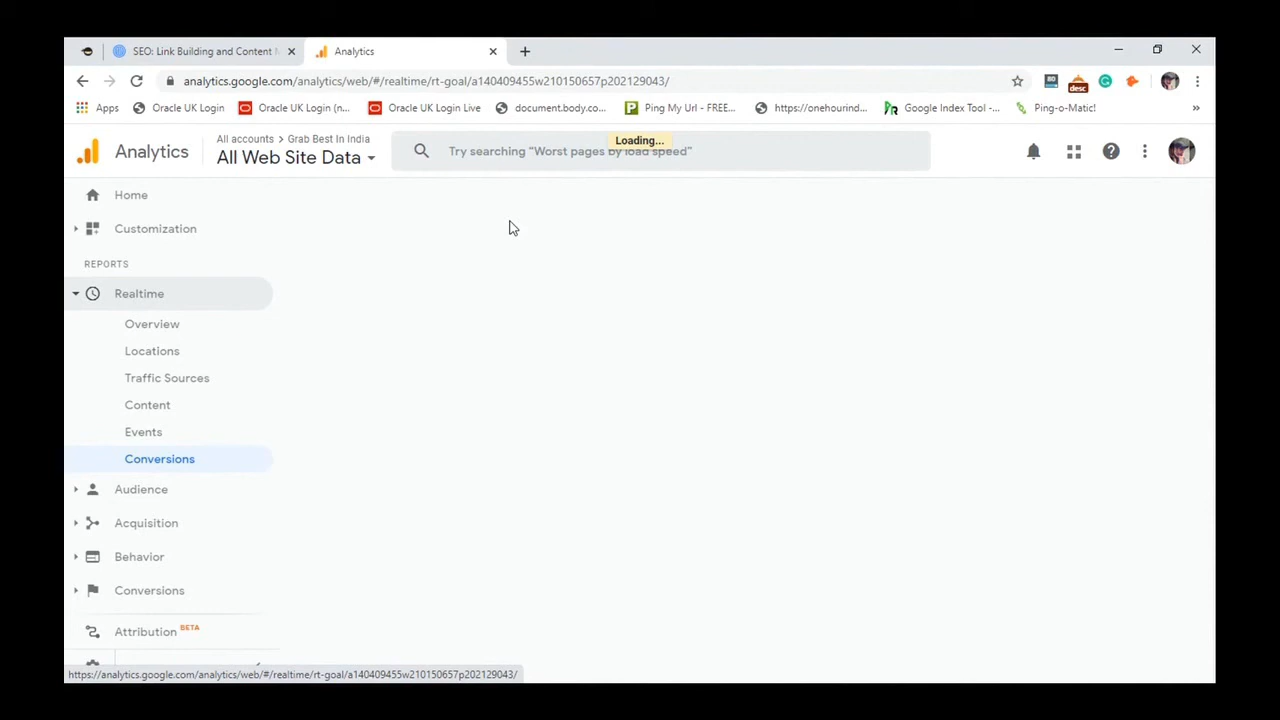 SEO: Link Building and Content M
Analytics
analytics.google.com/analytics/web/#/realtime/rt-goal/a140409455w210150657p202129043/
desc
Apps
Oracle UK Login
Oracle UK Login (n...
Oracle UK Login Live
document.body.co...
Ping My Url - FREE...
https://onehourind...
Google Index Tool -...
Ping-o-Matic!
»
Analytics
All accounts > Grab Best In India
All Web Site Data
Try searching "Worst pages by load speed"
Loading...
Home
Customization
REPORTS
Realtime
Overview
Locations
Traffic Sources
Content
Events
Conversions
Audience
Acquisition
Behavior
Conversions
Attribution BETA
https://analytics.google.com/analytics/web/#/realtime/rt-goal/a140409455w210150657p202129043/